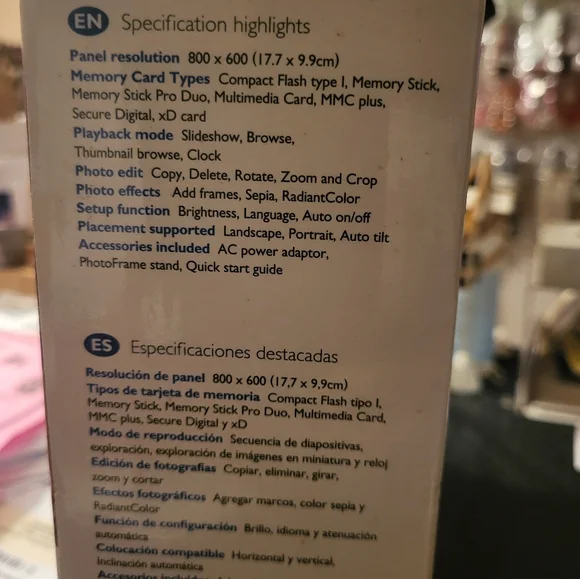 EN Specification highlights
Panel resolution 800 x 600 (17.7 x 9.9cm)
Memory Card Types Compact Flash type I, Memory Stick,
Memory Stick Pro Duo, Multimedia Card, MMC plus,
Secure Digital, xD card
Playback mode Slideshow, Browse,
Thumbnail browse, Clock
Photo edit Copy, Delete, Rotate, Zoom and Crop
Photo effects Add frames, Sepia, RadiantColor
Setup function Brightness, Language, Auto on/off
Placement supported Landscape, Portrait, Auto tilt
Accessories included AC power adaptor,
PhotoFrame stand, Quick start guide
ES Especificaciones destacadas
Resolución de panel 800 x 600 (17,7 x 9,9cm)
Tipos de tarjeta de memoria Compact Flash tipo I,
Memory Stick, Memory Stick Pro Duo, Multimedia Card,
MMC plus, Secure Digital y xD
Modo de reproducción Secuencia de diapositivas,
exploración, exploración de imágenes en miniatura y reloj
Edición de fotografías Copiar, eliminar, girar,
zoom y cortar
Efectos fotográficos Agregar marcos, color sepia y
RadiantColor
Función de configuración Brillo, idioma y atenuación
automática
Colocación compatible Horizontal y vertical,
inclinación automática